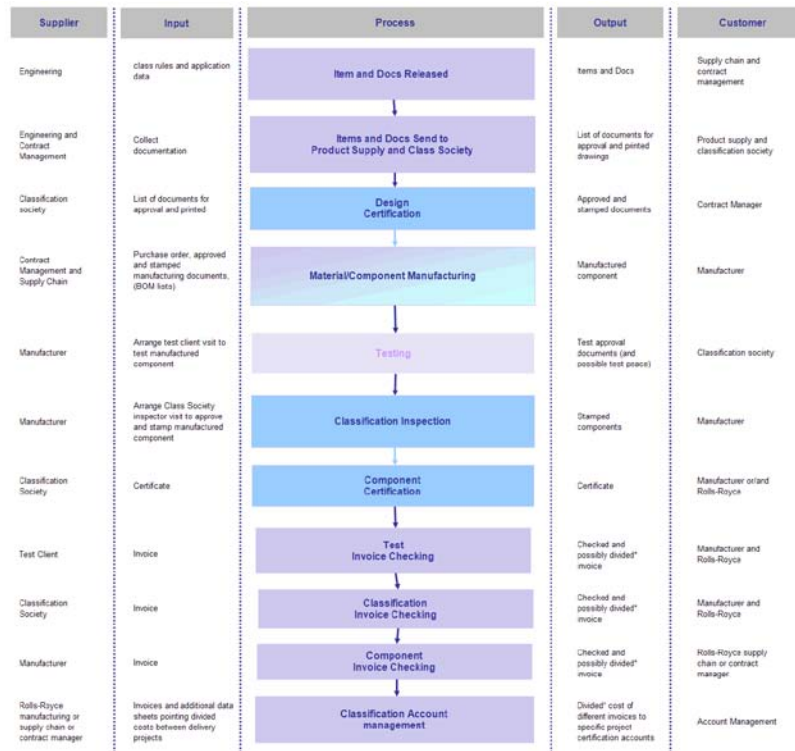 Supplier
Input
Process
Output
Customer
Engineering
class rules and application
data
Item and Docs Released
Items and Docs
Supply chain and
contract
management
Engineering and
Contract
Management
Collect
documentation
Items and Docs Send to
Product Supply and Class Society
List of documents for
approval and printed
drawings
Product supply and
classification society
Classification
society
List of documents for
approval and printed
Design
Certification
Approved and
stamped documents
Contract Manager
Contract
Management and
Supply Chain
Purchase order, approved
and stamped
manufacturing documents,
(BOM lists)
Material/Component Manufacturing
Manufactured
component
Manufacturer
Manufacturer
Arrange test client visit to
test manufactured
component
Testing
Test approval
documents (and
possible test peace)
Classification society
Manufacturer
Arrange Class Society
inspector visit to approve
and stamp manufactured
component
Classification Inspection
Stamped
components
Manufacturer
Classification
Society
Certificate
Component
Certification
Certificate
Manufacturer or/and
Rolls-Royce
Test Client
Invoice
Test
Invoice Checking
Checked and
possibly divided*
invoice
Manufacturer and
Rolls-Royce
Classification
Society
Invoice
Classification
Invoice Checking
Checked and
possibly divided*
invoice
Manufacturer and
Rolls-Royce
Manufacturer
Invoice
Component
Invoice Checking
Checked and
possibly divided*
invoice
Rolls-Royce supply
chain or contract
manager
Rolls-Royce
manufacturing or
supply chain or
contract manager
Invoices and additional data
sheets pointing divided
costs between delivery
projects
Classification Account
management
Divided* cost of
different invoices to
specific project
certification accounts
Account Management